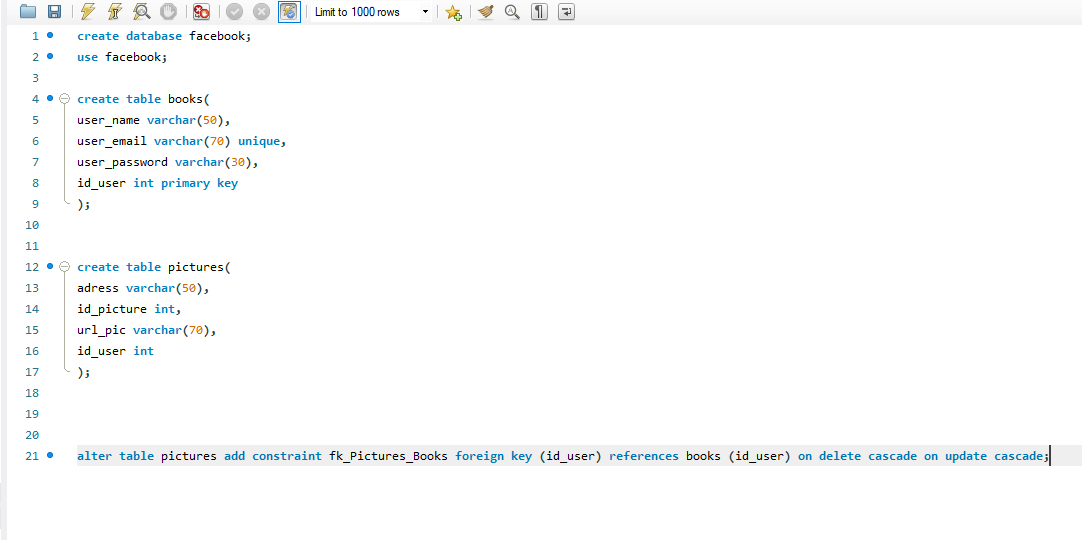 Limit to 1000 rows
1 create database facebook;
2 use facebook;
3
4 create table books(
5 user_name varchar(50),
6 user_email varchar(70) unique,
7 user_password varchar(30),
8 id_user int primary key
9 );
10
11
12 create table pictures(
13 adress varchar(50),
14 id_picture int,
15 url_pic varchar(70),
16 id_user int
17 );
18
19
20
21 alter table pictures add constraint fk_Pictures_Books foreign key (id_user) references books (id_user) on delete cascade on update cascade;